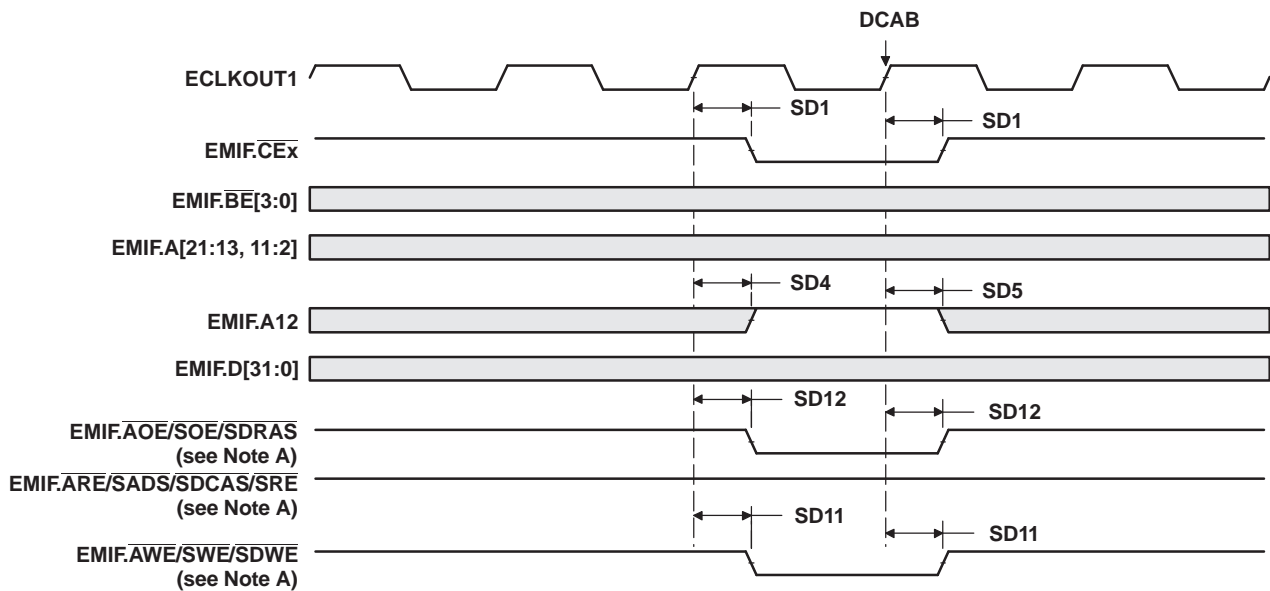 DCAB
ECLKOUT1
SD1
SD1
EMIF.CEx
EMIF.BE[3:0]
EMIF.A[21:13, 11:2]
SD4
SD5
EMIF.A12
EMIF.D[31:0]
SD12
SD12
EMIF.AOE/SOE/SDRAS
(see Note A)
EMIF.ARE/SADS/SDCAS/SRE
(see Note A)
SD11
SD11
EMIF.AWE/SWE/SDWE
(see Note A)